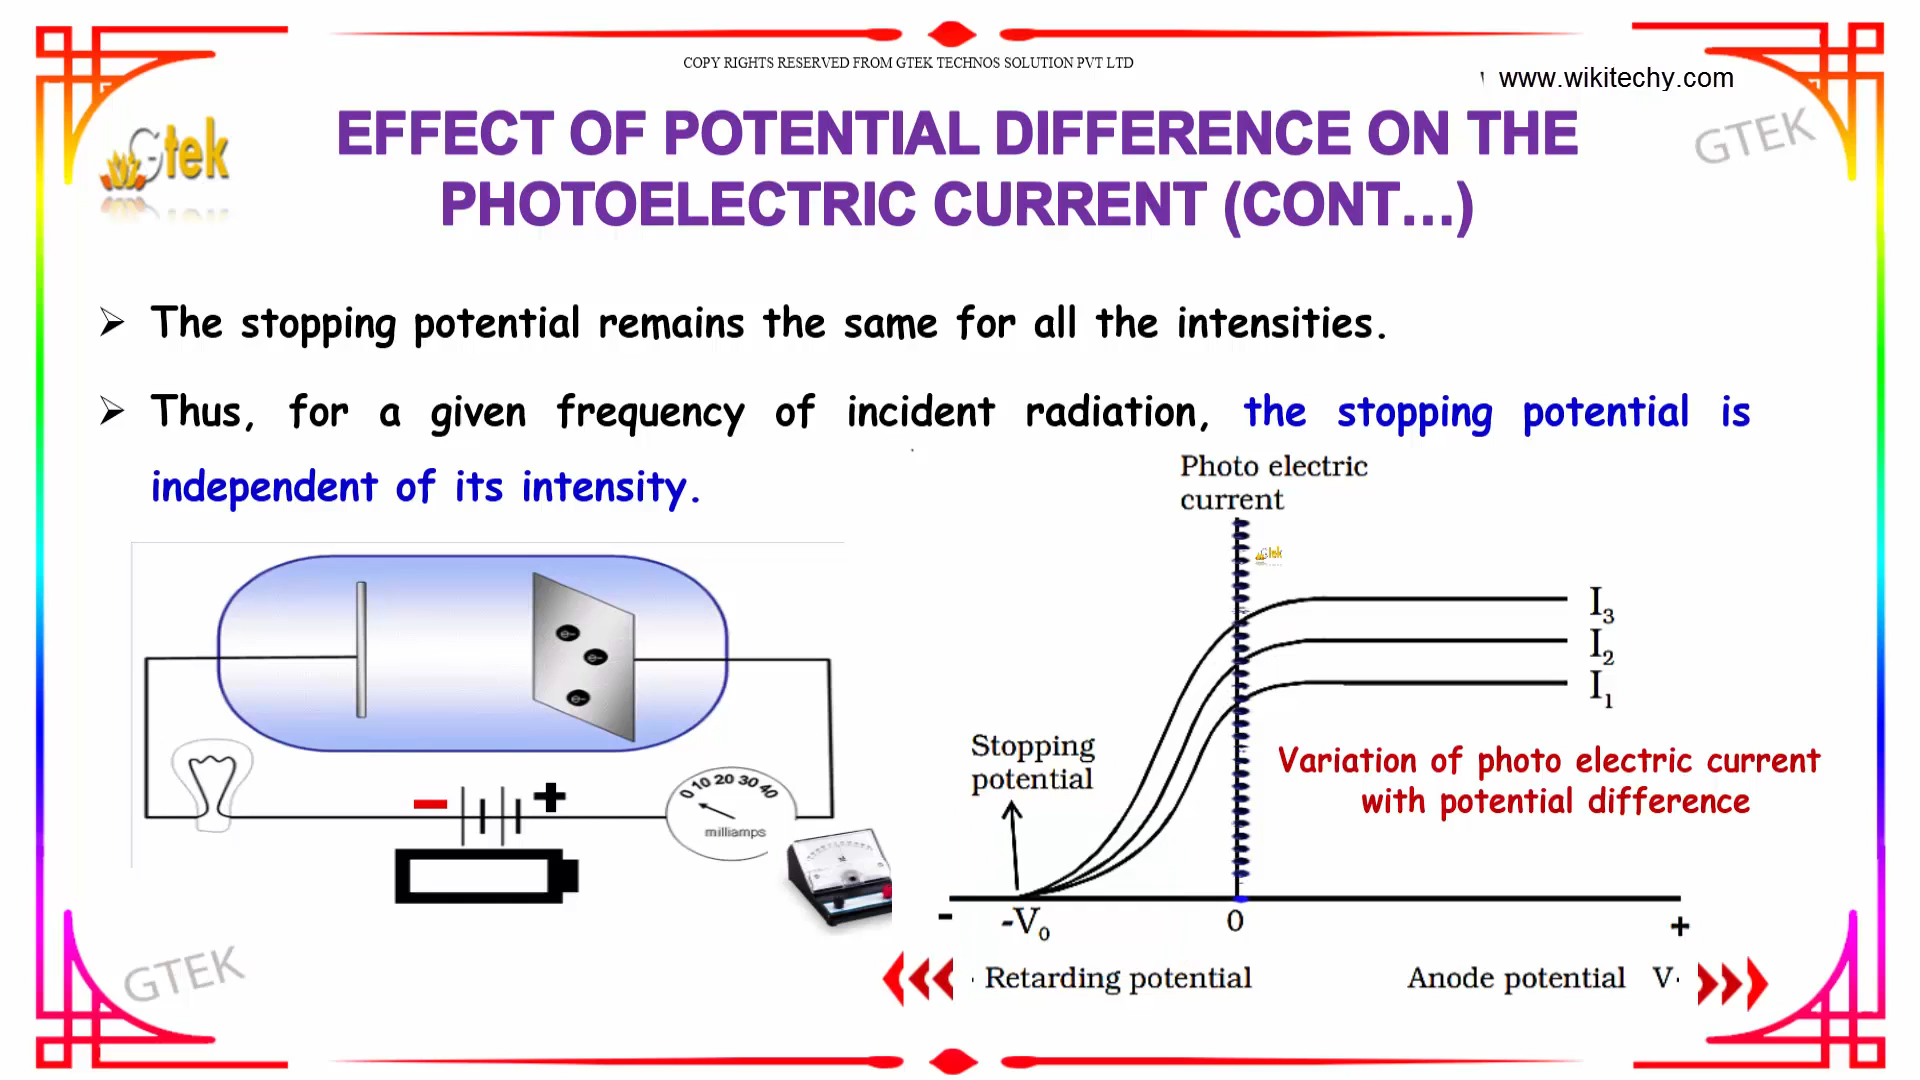 COPY RIGHTS RESERVED FROM GTEK TECHNOS SOLUTION PVT LTD
www.wikitechy.com
Gtek
GTEK
EFFECT OF POTENTIAL DIFFERENCE ON THE
PHOTOELECTRIC CURRENT (CONT...)
➢ The stopping potential remains the same for all the intensities.
➢ Thus, for a given frequency of incident radiation, the stopping potential is
independent of its intensity.
Photo electric
current
Gtek
I₃
I₂
I₁
Stopping
potential
Variation of photo electric current
with potential difference
- +
0 10 20 30 40
milliamps
- -V₀ 0 +
Retarding potential Anode potential V
GTEK